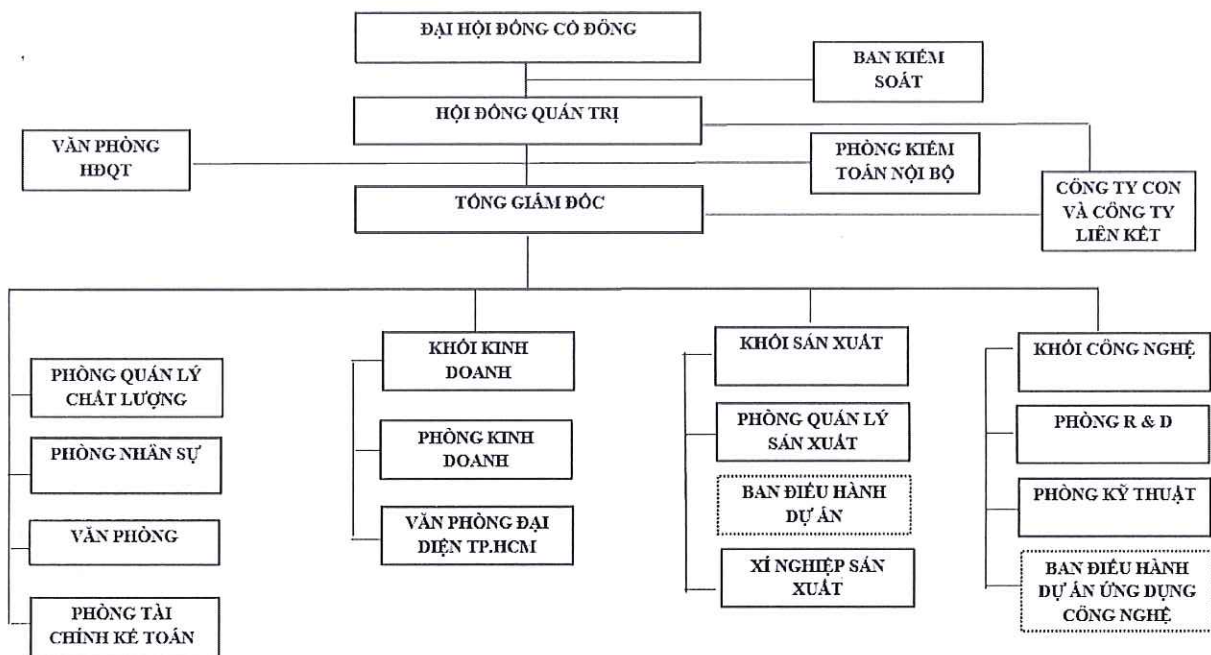 ĐẠI HỘI ĐỒNG CỔ ĐÔNG
BAN KIỂM
SOÁT
HỘI ĐỒNG QUẢN TRỊ
VĂN PHÒNG
HĐQT
PHÒNG KIỂM
TOÁN NỘI BỘ
TỔNG GIÁM ĐỐC
CÔNG TY CON
VÀ CÔNG TY
LIÊN KẾT
PHÒNG QUẢN LÝ
CHẤT LƯỢNG
PHÒNG NHÂN SỰ
VĂN PHÒNG
PHÒNG TÀI
CHÍNH KẾ TOÁN
KHỐI KINH
DOANH
PHÒNG KINH
DOANH
VĂN PHÒNG ĐẠI
DIỆN TP.HCM
KHỐI SẢN XUẤT
PHÒNG QUẢN LÝ
SẢN XUẤT
BAN ĐIỀU HÀNH
DỰ ÁN
XÍ NGHIỆP SẢN
XUẤT
KHỐI CÔNG NGHỆ
PHÒNG R & D
PHÒNG KỸ THUẬT
BAN ĐIỀU HÀNH
DỰ ÁN ỨNG DỤNG
CÔNG NGHỆ